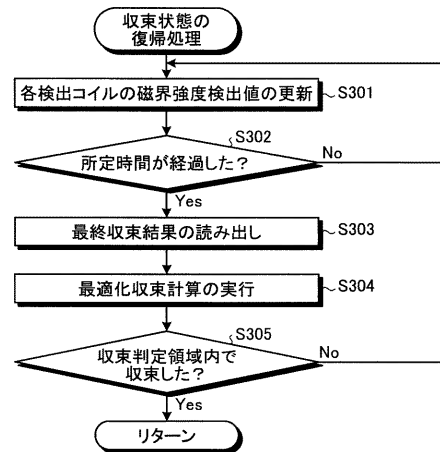 収束状態の
復帰処理
各検出コイルの磁界強度検出値の更新
S301
S302
所定時間が経過した？
No
Yes
最終収束結果の読み出し
S303
最適化収束計算の実行
S304
S305
収束判定領域内で
収束した？
No
Yes
リターン